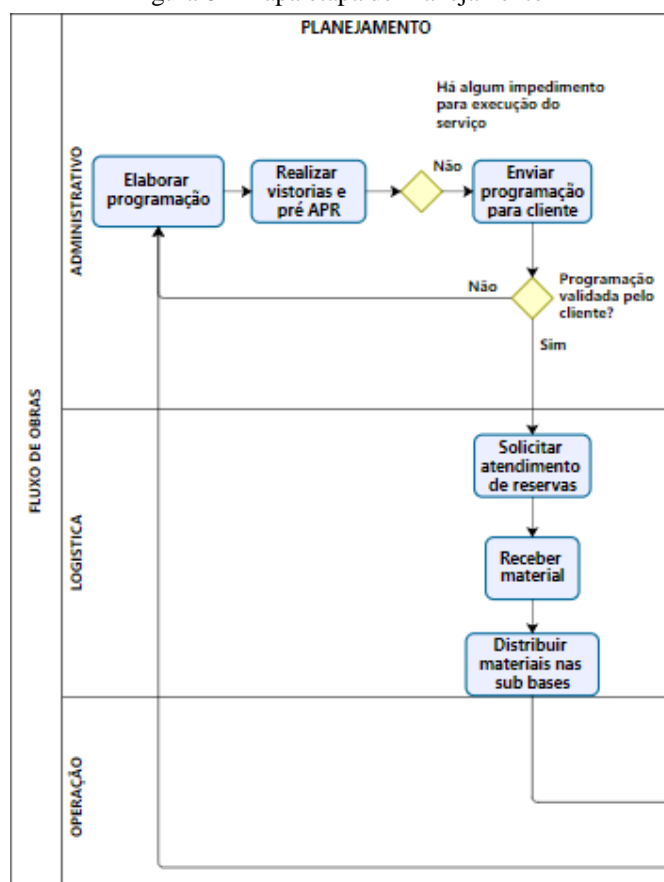 PLANEJAMENTO
FLUXO DE OBRAS
ADMINISTRATIVO
Há algum impedimento
para execução do
serviço
Elaborar
programação
Realizar
vistorias e
pré APR
Não
Enviar
programação
para cliente
Não
Programação
validada pelo
cliente?
Sim
LOGISTICA
Solicitar
atendimento
de reservas
Receber
material
Distribuir
materiais nas
sub bases
OPERAÇÃO